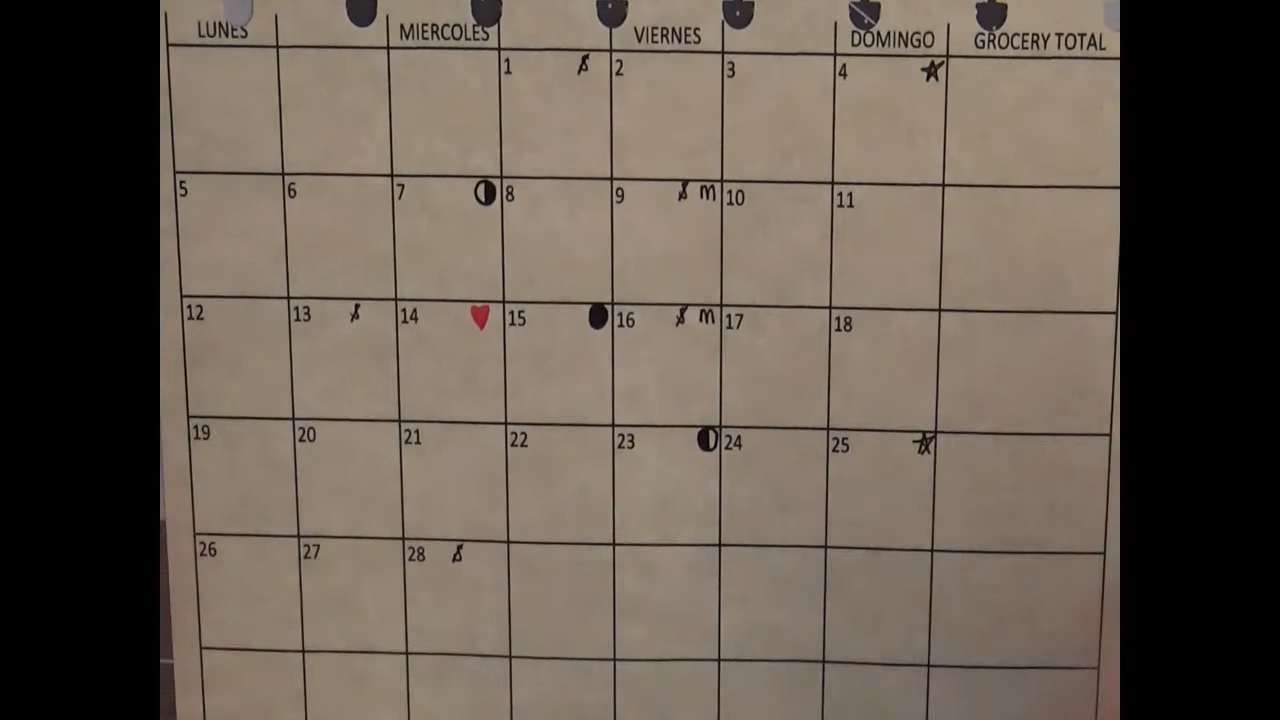 LUNES MIERCOLES VIERNES DOMINGO GROCERY TOTAL
1 $ 2 3 4
5 6 7 8 9 $ m 10 11
12 13 $ 14 15 16 $ m 17 18
19 20 21 22 23 24 25
26 27 28 $